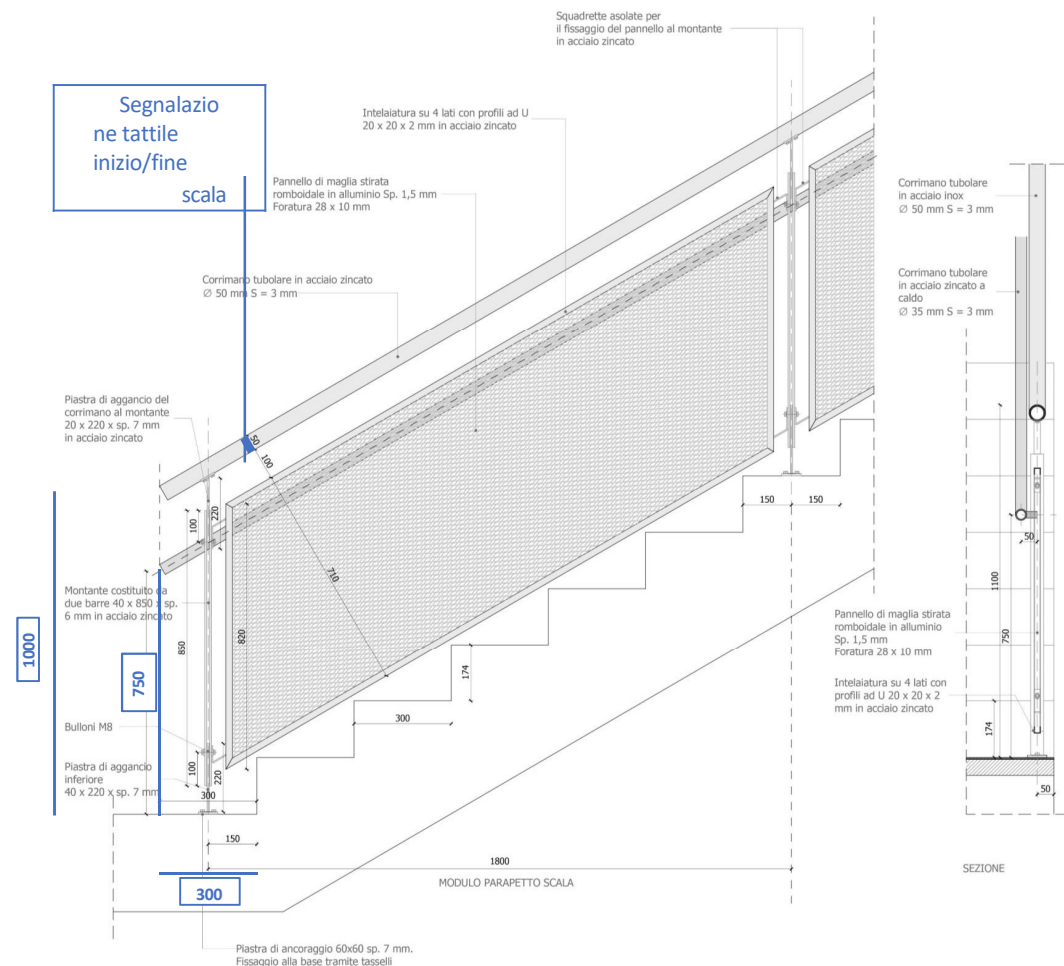 Squadrette asolate per
il fissaggio del pannello al montante
in acciaio zincato
Segnalazio
ne tattile
inizio/fine
scala
Intelaiatura su 4 lati con profili ad U
20 x 20 x 2 mm in acciaio zincato
Pannello di maglia stirata
romboidale in alluminio Sp. 1,5 mm
Foratura 28 x 10 mm
Corrimano tubolare in acciaio zincato
Ø 50 mm S = 3 mm
Piastra di aggancio del
corrimano al montante
20 x 220 x sp. 7 mm
in acciaio zincato
50
100
220
100
710
150
150
Montante costituito da
due barre 40 x 850 x sp.
6 mm in acciaio zincato
1000
750
850
820
174
300
Bulloni M8
Piastra di aggancio
inferiore
40 x 220 x sp. 7 mm
100
220
300
150
1800
MODULO PARAPETTO SCALA
300
Piastra di ancoraggio 60x60 sp. 7 mm.
Fissaggio alla base tramite tasselli
Corrimano tubolare
in acciaio inox
Ø 50 mm S = 3 mm
Corrimano tubolare
in acciaio zincato a
caldo
Ø 35 mm S = 3 mm
50
1100
750
Pannello di maglia stirata
romboidale in alluminio
Sp. 1,5 mm
Foratura 28 x 10 mm
Intelaiatura su 4 lati con
profili ad U 20 x 20 x 2
mm in acciaio zincato
174
50
SEZIONE